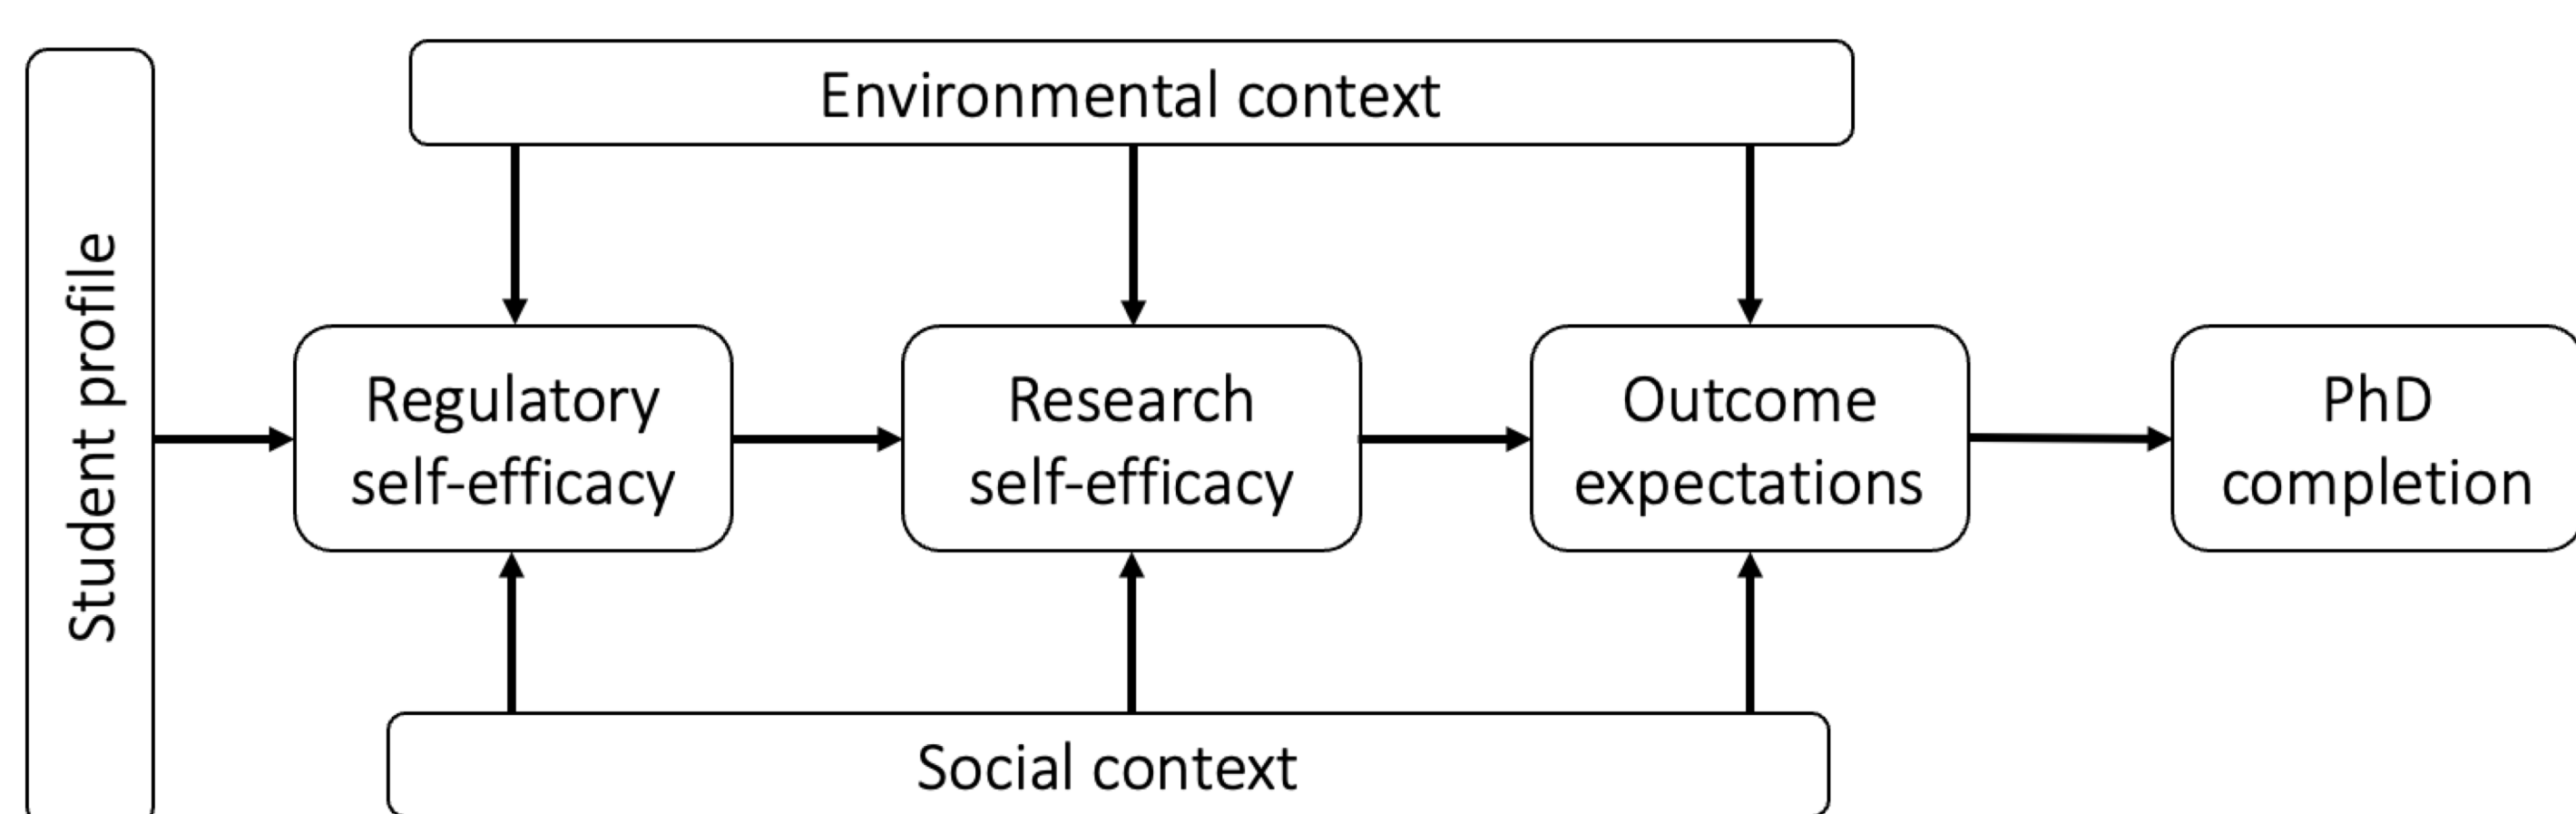 Student profile
Environmental context
Regulatory
self-efficacy
Research
self-efficacy
Outcome
expectations
PhD
completion
Social context